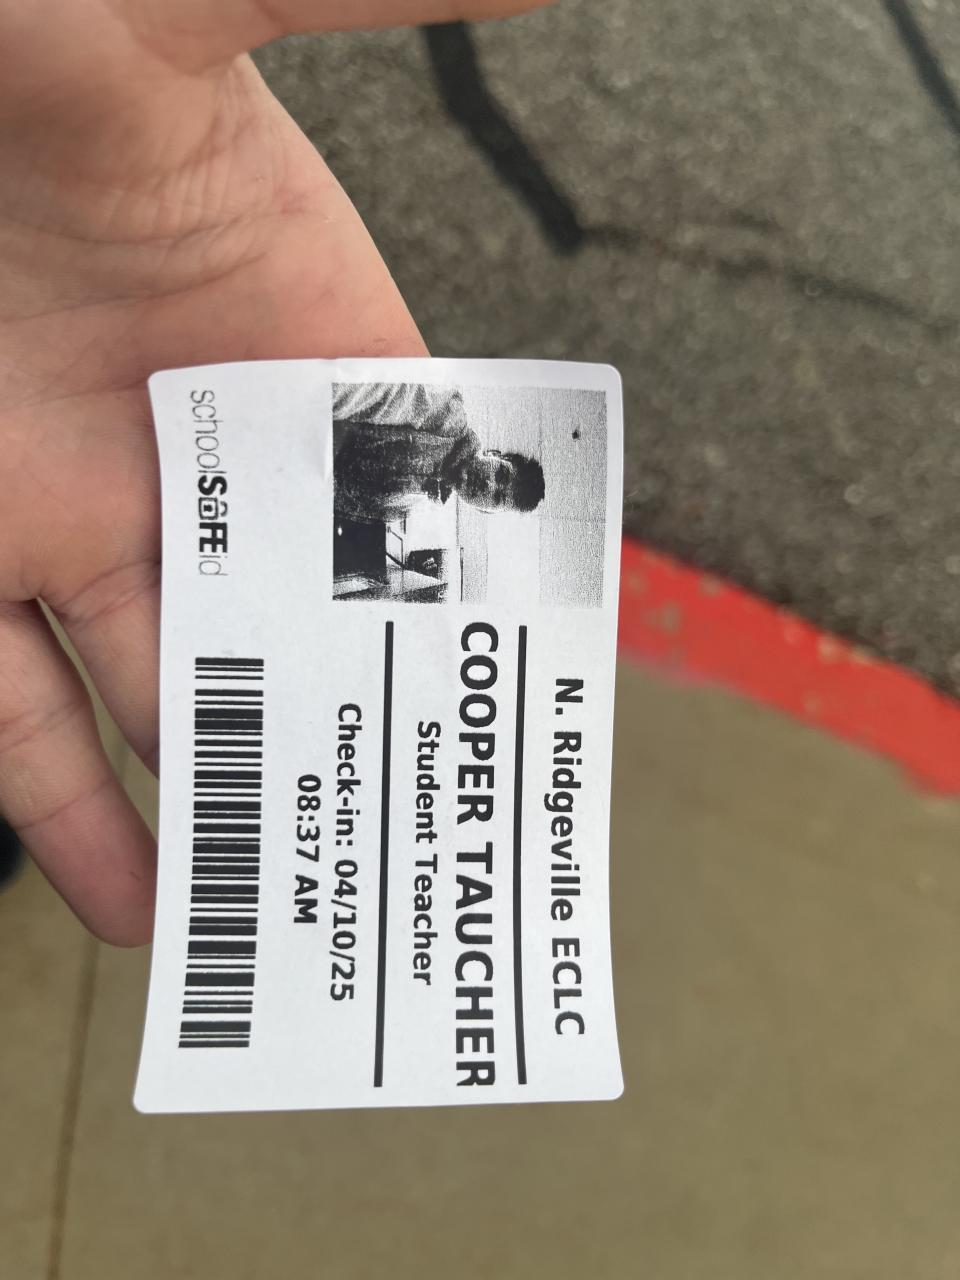 N. Ridgeville ECLC
COOPER TAUCHER
Student Teacher
Check-in: 04/10/25
08:37 AM
schoolSAFEid